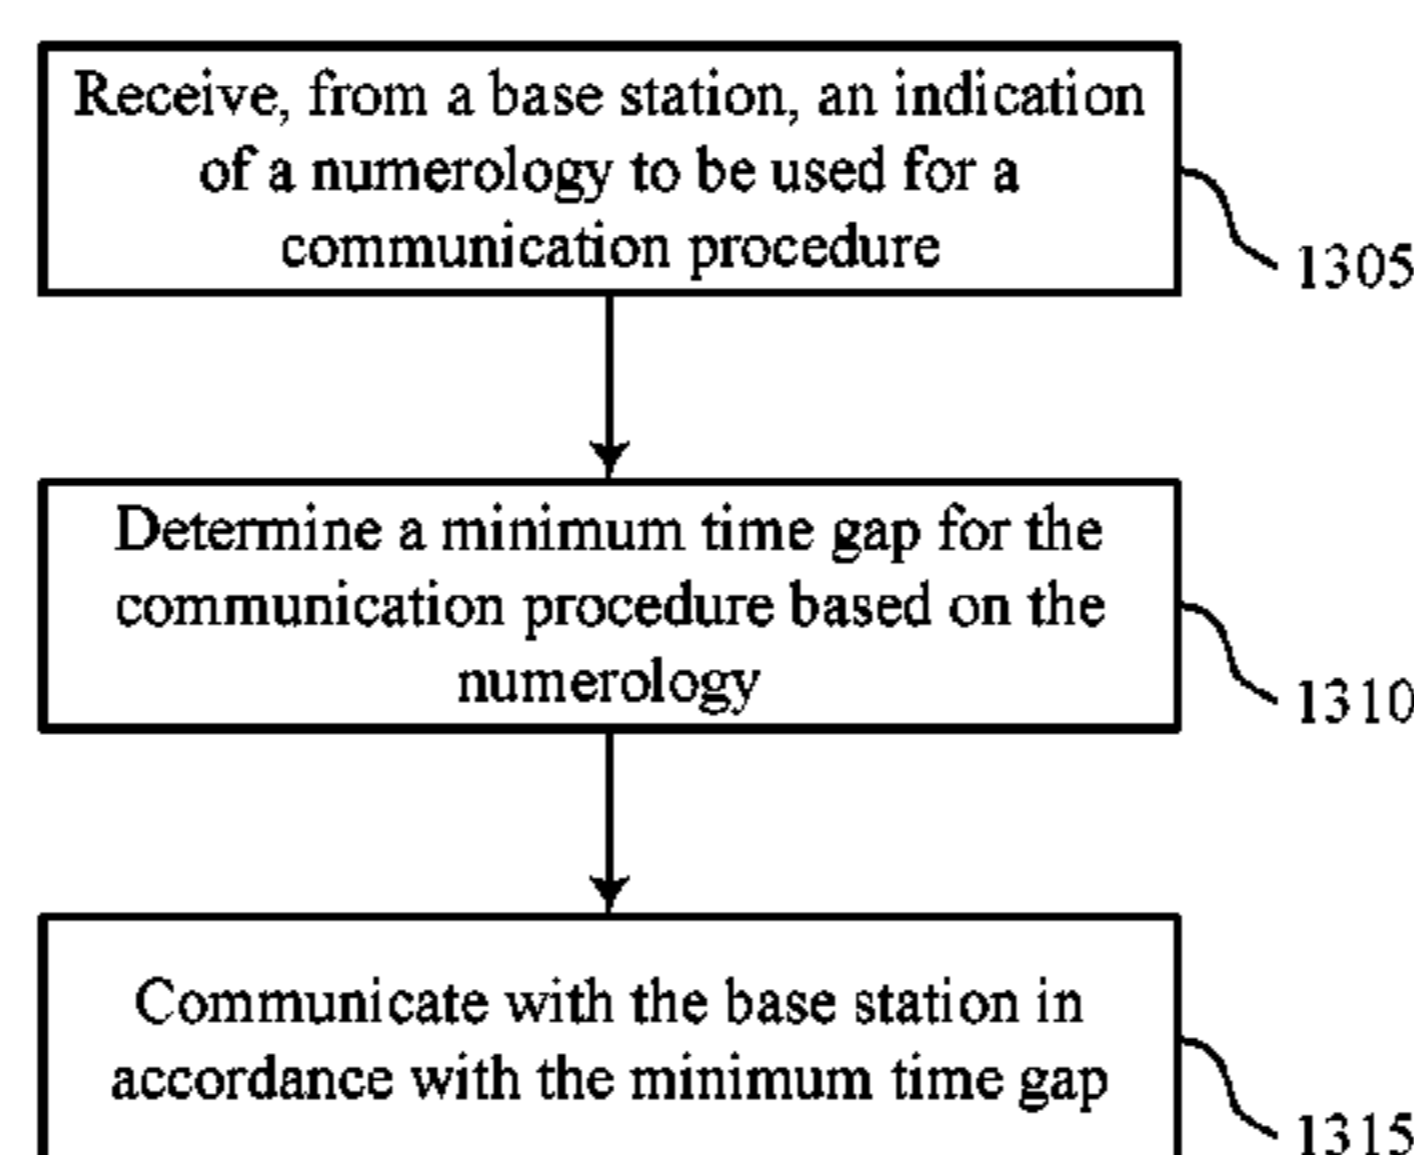 Receive, from a base station, an indication
of a numerology to be used for a
communication procedure
1305
Determine a minimum time gap for the
communication procedure based on the
numerology
1310
Communicate with the base station in
accordance with the minimum time gap
1315